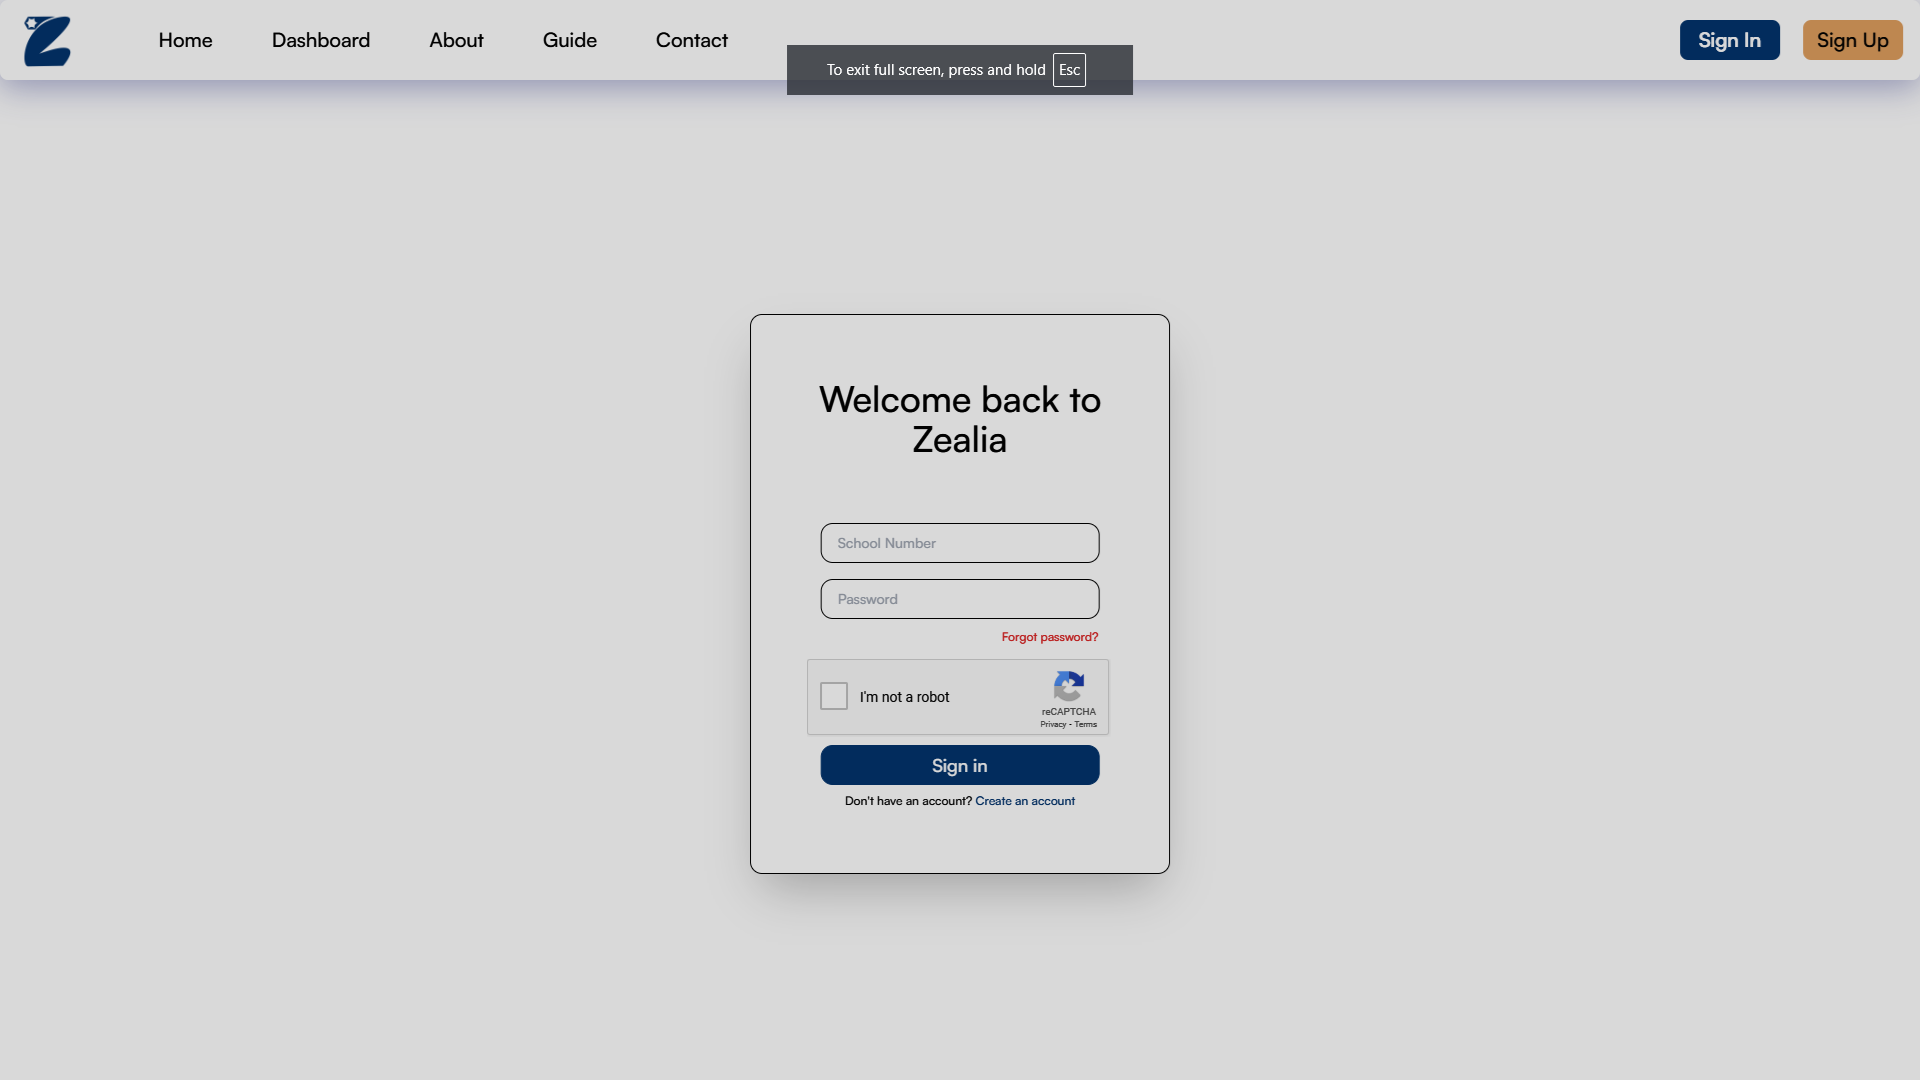 Home
Dashboard
About
Guide
Contact
Sign In
Sign Up
To exit full screen, press and hold Esc
Welcome back to
Zealia
School Number
Password
Forgot password?
I'm not a robot
reCAPTCHA
Privacy - Terms
Sign in
Don't have an account? Create an account